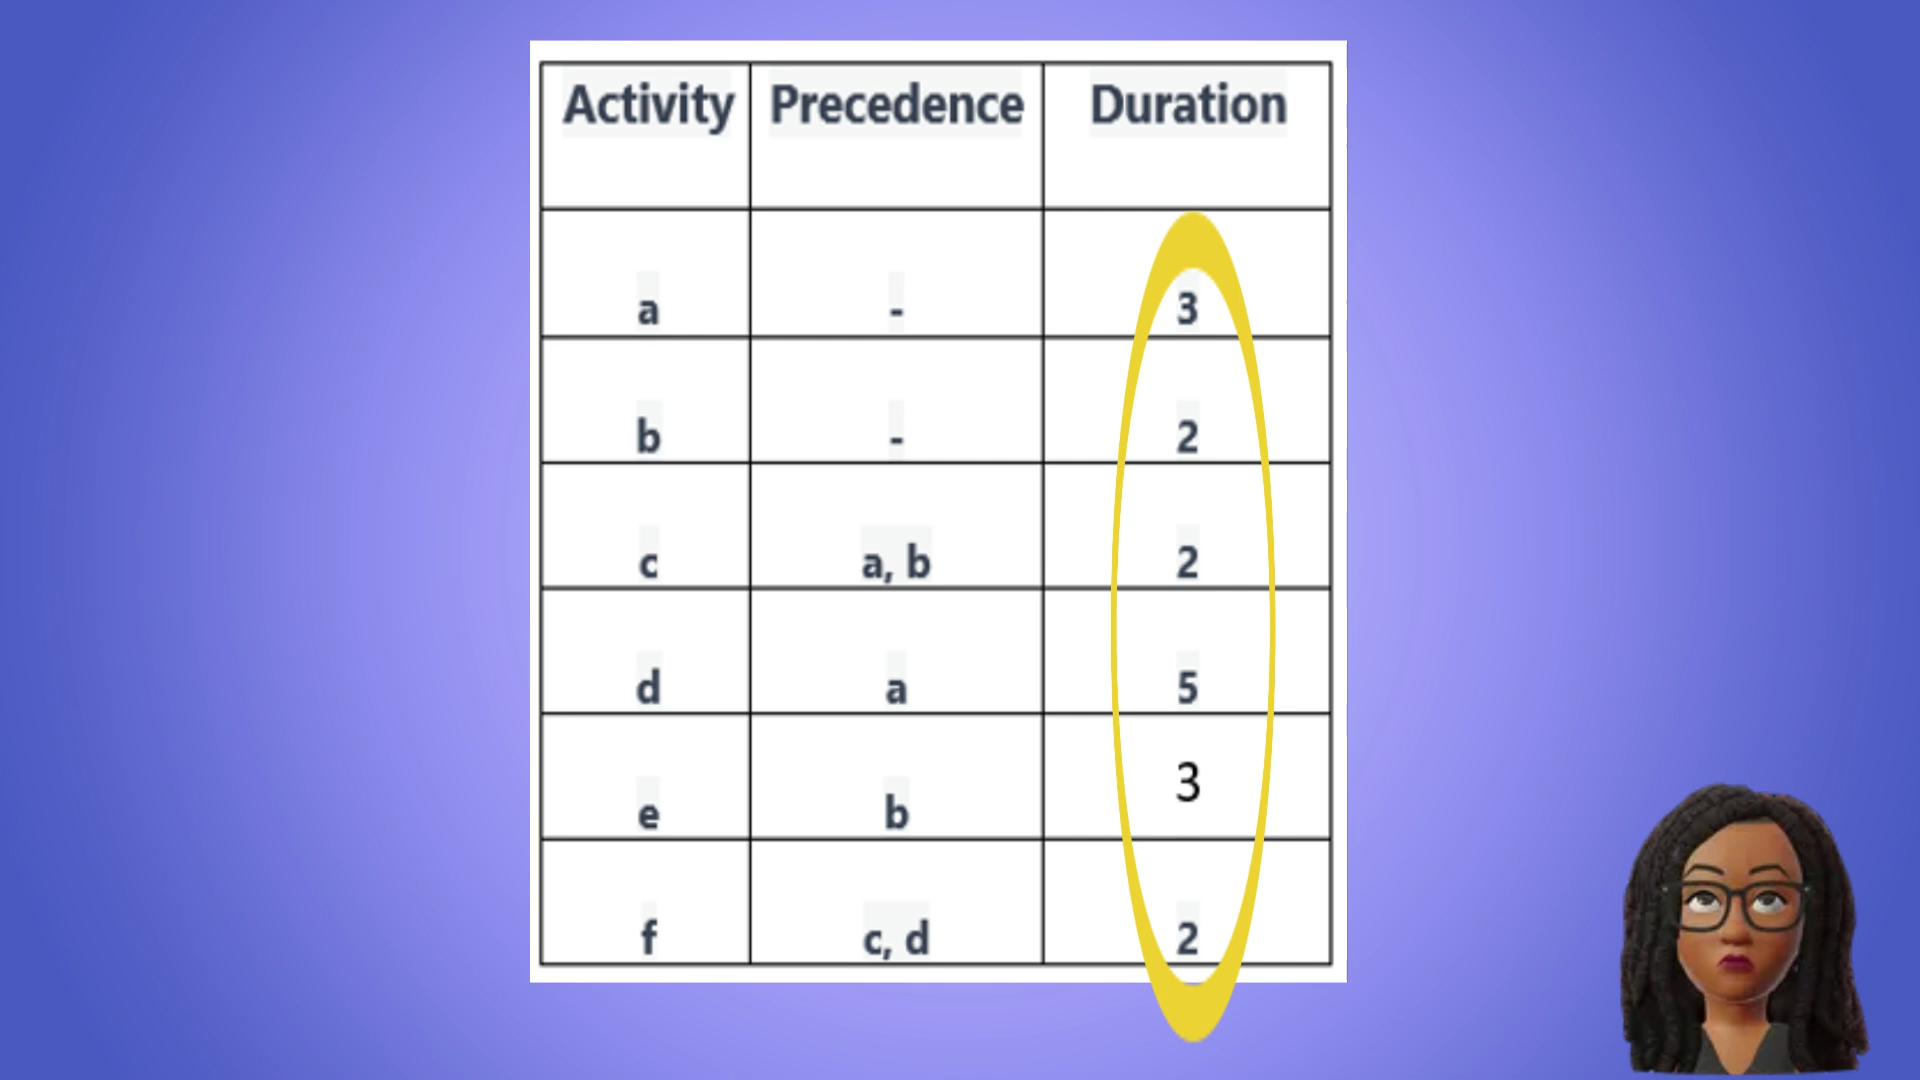 Activity Precedence Duration
a - 3
b - 2
c a, b 2
d a 5
e b 3
f c, d 2